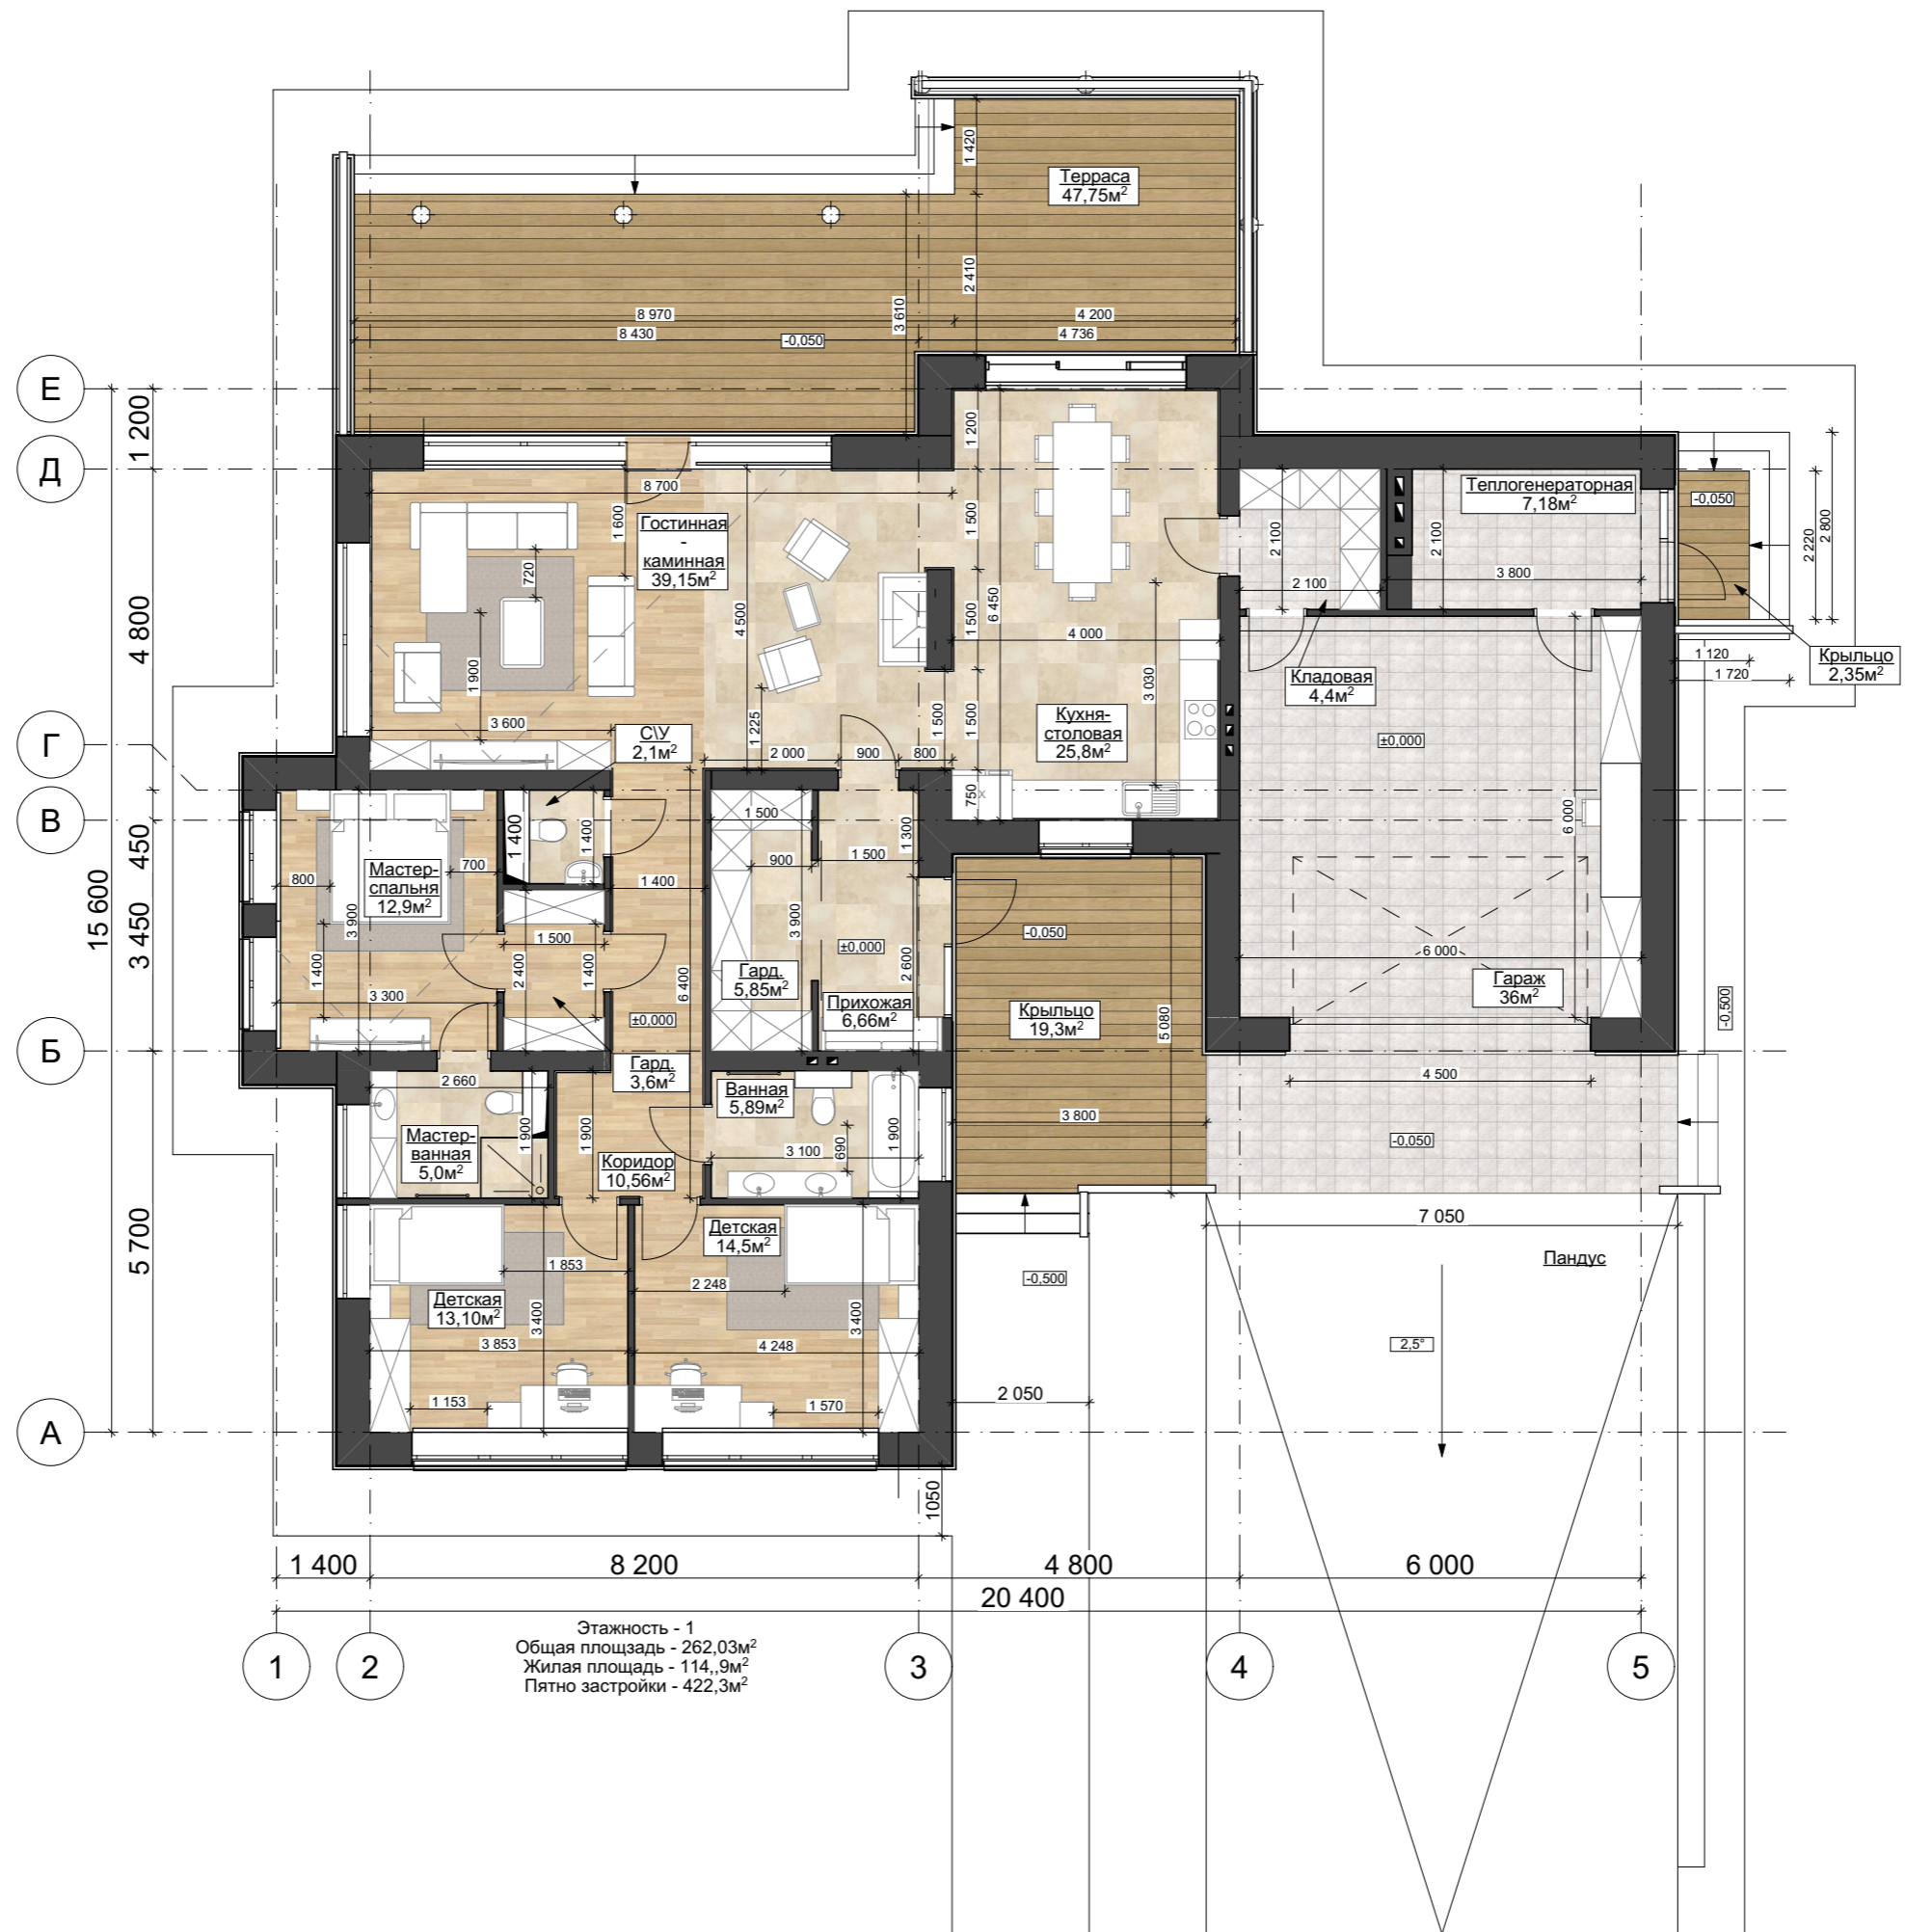 Терраса
47,75м²
1 420
2 410
3 610
8 970
4 200
8 430
4 736
-0,050
Е
Д
Г
В
Б
А
1 200
4 800
450
3 450
5 700
15 600
8 700
Гостинная
-
каминная
39,15м²
1 600
720
1 900
3 600
4 500
1 225
2 000
900
800
1 200
1 500
1 500
1 500
1 500
6 450
750
4 000
3 030
Кухня-
столовая
25,8м²
2 100
2 100
Кладовая
4,4м²
Теплогенераторная
7,18м²
2 100
3 800
-0,050
2 220
2 800
1 120
1 720
Крыльцо
2,35м²
±0,000
6 000
6 000
Гараж
36м²
-0,500
4 500
-0,050
С\У
2,1м²
1 400
1 400
1 400
Мастер-
спальня
12,9м²
700
800
3 900
1 400
3 300
1 500
2 400
1 400
6 400
±0,000
Гард.
3,6м²
1 500
900
3 900
Гард.
5,85м²
1 300
1 500
±0,000
2 600
Прихожая
6,66м²
-0,050
Крыльцо
19,3м²
5 080
3 800
2 660
1 900
Мастер-
ванная
5,0м²
1 900
Коридор
10,56м²
Ванная
5,89м²
3 100
690
1 900
Детская
14,5м²
1 853
2 248
Детская
13,10м²
3 400
3 853
3 400
4 248
1 153
1 570
7 050
Пандус
-0,500
2,5°
2 050
1050
1 400
8 200
4 800
6 000
20 400
1
2
3
4
5
Этажность - 1
Общая площзадь - 262,03м²
Жилая площадь - 114,,9м²
Пятно застройки - 422,3м²